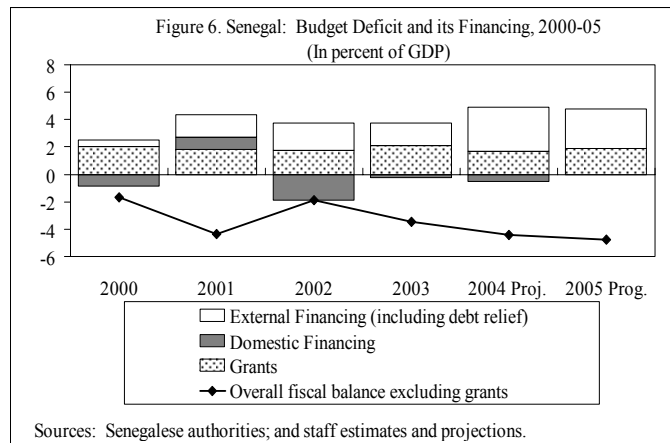 Figure 6. Senegal: Budget Deficit and its Financing, 2000-05
(In percent of GDP)
8
6
4
2
0
-2
-4
-6
2000 2001 2002 2003 2004 Proj. 2005 Prog.
External Financing (including debt relief)
Domestic Financing
Grants
Overall fiscal balance excluding grants
Sources: Senegalese authorities; and staff estimates and projections.